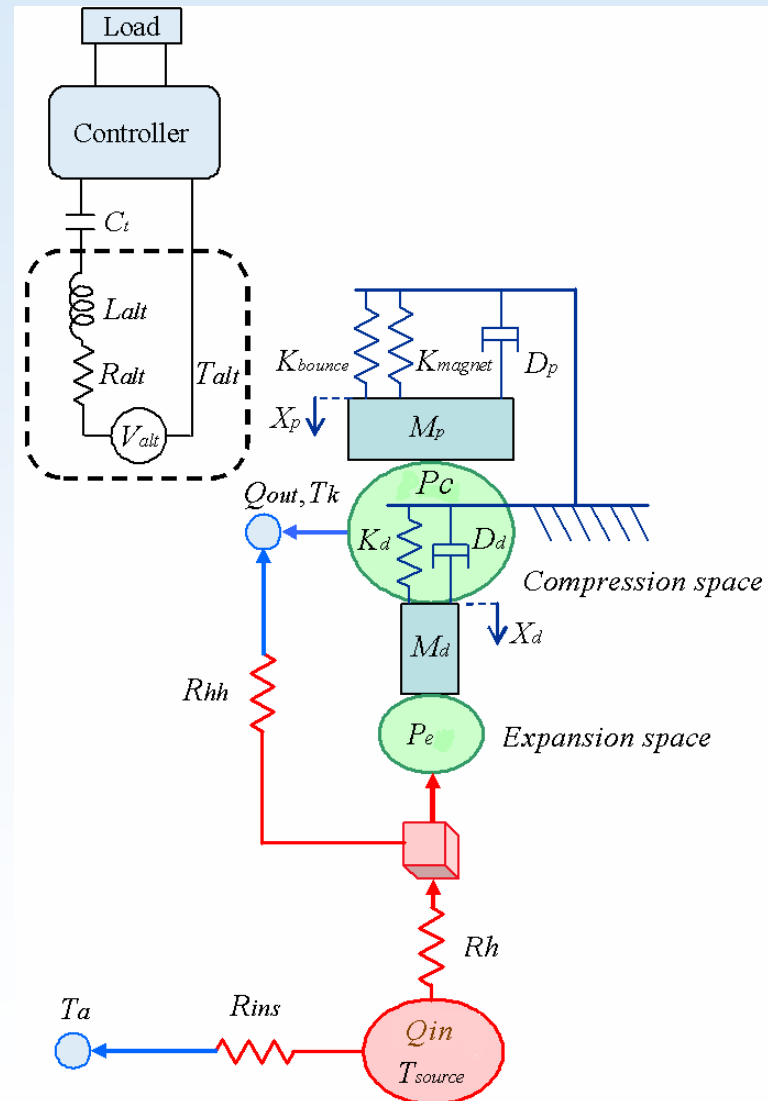 Load
Controller
Ct
Lalt
Ralt
Talt
Valt
Kbounce
Kmagnet
Dp
Xp
Mp
Pc
Qout,Tk
Kd
Dd
Compression space
Xd
Md
Rhh
Pe
Expansion space
Rh
Ta
Rins
Qin
Tsource